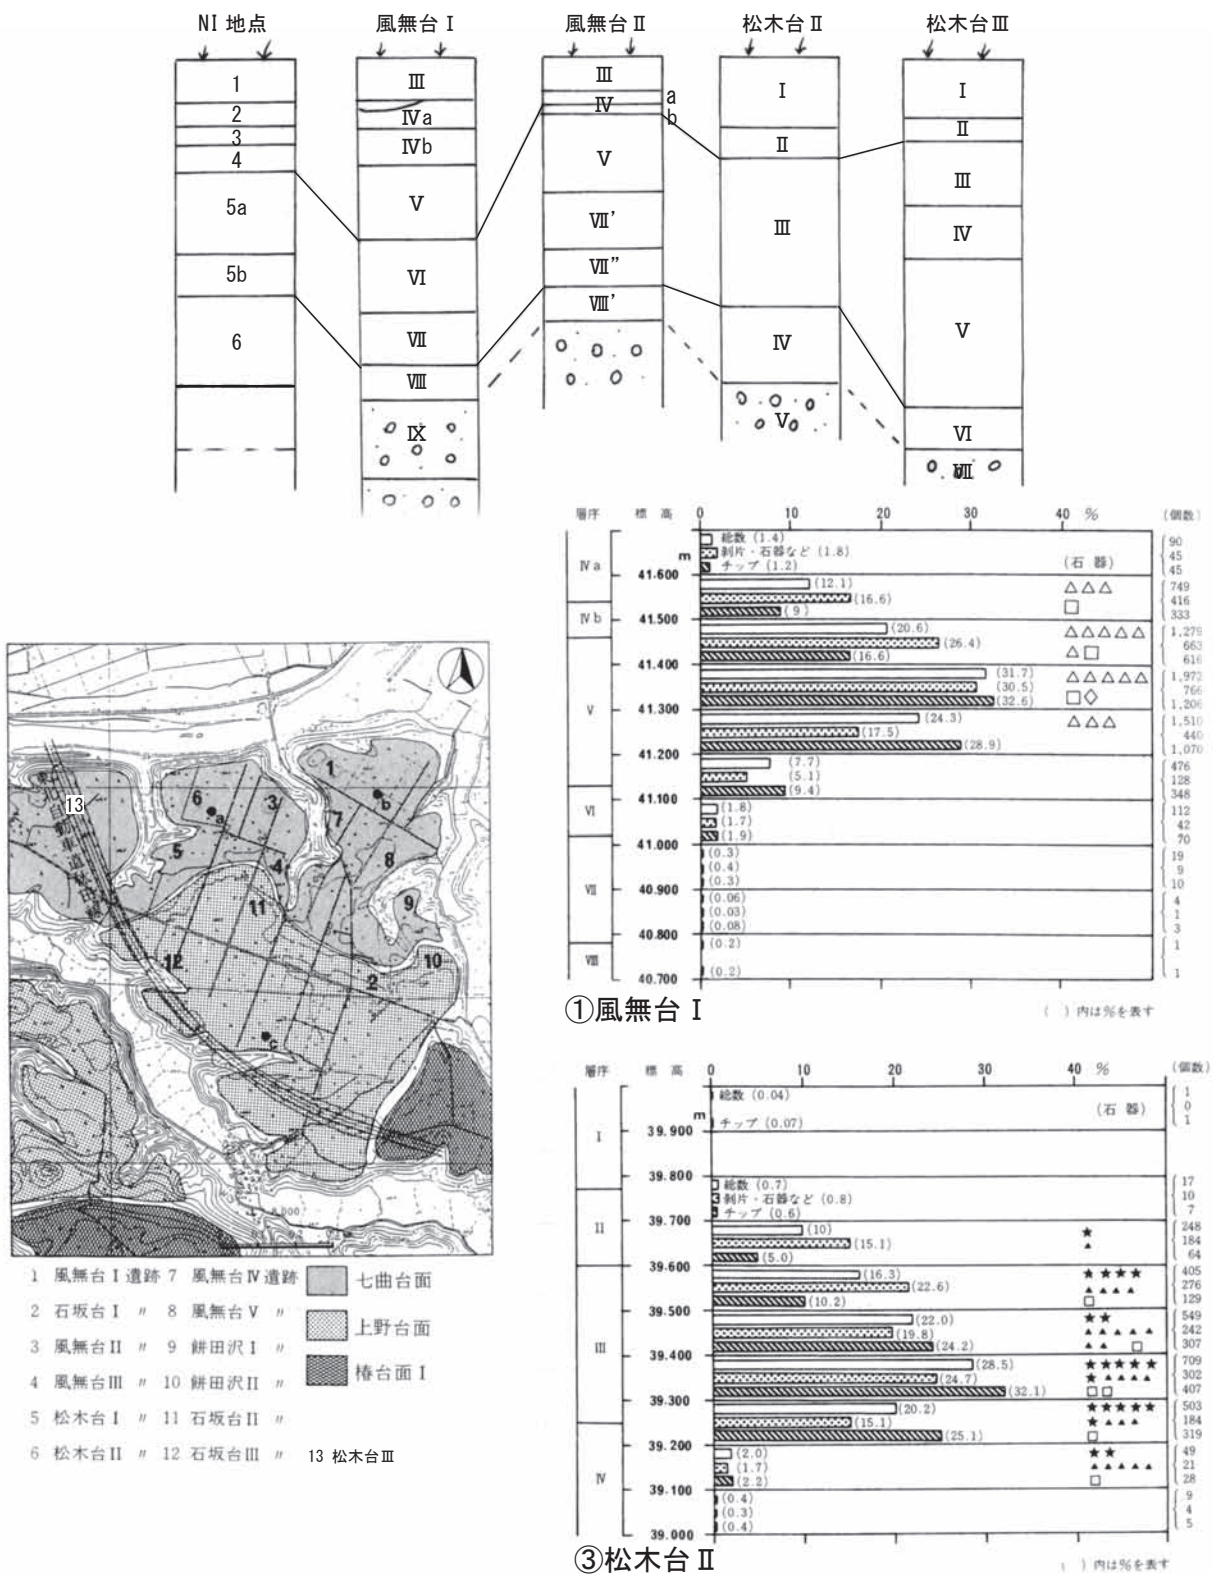 NI 地点
風無台Ⅰ
風無台Ⅱ
松木台Ⅱ
松木台Ⅲ
1
2
3
4
5a
5b
6
Ⅲ
Ⅳa
Ⅳb
Ⅴ
Ⅵ
Ⅶ
Ⅷ
Ⅸ
Ⅲ
Ⅳ
a
b
Ⅴ
Ⅶ'
Ⅶ"
Ⅷ'
Ⅰ
Ⅱ
Ⅲ
Ⅳ
Ⅴ
Ⅰ
Ⅱ
Ⅲ
Ⅳ
Ⅴ
Ⅵ
Ⅶ
層序 標高 0 10 20 30 40 % (個数)
m
総数 (1.4) 90
剥片・石器など (1.8) 45
チップ (1.2) (石器) 45
Ⅳa
41.600
(12.1) 749
(16.6) 416
(9) 333
Ⅳb
41.500
(20.6) 1,279
(26.4) 663
(16.6) 616
41.400
(31.7) 1,972
(30.5) 766
(32.6) 1,206
Ⅴ
41.300
(24.3) 1,510
(17.5) 440
(28.9) 1,070
41.200
(7.7) 476
(5.1) 128
(9.4) 348
41.100
Ⅵ
(1.8) 112
(1.7) 42
(1.9) 70
41.000
(0.3) 19
(0.4) 9
(0.3) 10
Ⅶ
40.900
(0.06) 4
(0.03) 1
(0.08) 3
40.800
(0.2) 1
Ⅷ
(0.2) 1
40.700
①風無台Ⅰ
( ) 内は%を表す
13
自動車道秋田線
1
6
3
a
b
7
5
4
8
11
9
12
2
10
c
1 風無台Ⅰ遺跡 7 風無台Ⅳ遺跡
2 石坂台Ⅰ 〃 8 風無台Ⅴ 〃
3 風無台Ⅱ 〃 9 餅田沢Ⅰ 〃
4 風無台Ⅲ 〃 10 餅田沢Ⅱ 〃
5 松木台Ⅰ 〃 11 石坂台Ⅱ 〃
6 松木台Ⅱ 〃 12 石坂台Ⅲ 〃 13 松木台Ⅲ
七曲台面
上野台面
椿台面Ⅰ
層序 標高 0 10 20 30 40 % (個数)
m
総数 (0.04) 1
0
チップ (0.07) (石器) 1
39.900
Ⅰ
39.800
総数 (0.7) 17
剥片・石器など (0.8) 10
チップ (0.6) 7
39.700
Ⅱ
(10) 248
(15.1) 184
(5.0) 64
39.600
(16.3) 405
(22.6) 276
(10.2) 129
39.500
(22.0) 549
(19.8) 242
(24.2) 307
Ⅲ
39.400
(28.5) 709
(24.7) 302
(32.1) 407
39.300
(20.2) 503
(15.1) 184
(25.1) 319
39.200
(2.0) 49
(1.7) 21
(2.2) 28
Ⅳ
39.100
(0.4) 9
(0.3) 4
(0.4) 5
39.000
③松木台Ⅱ
( ) 内は%を表す